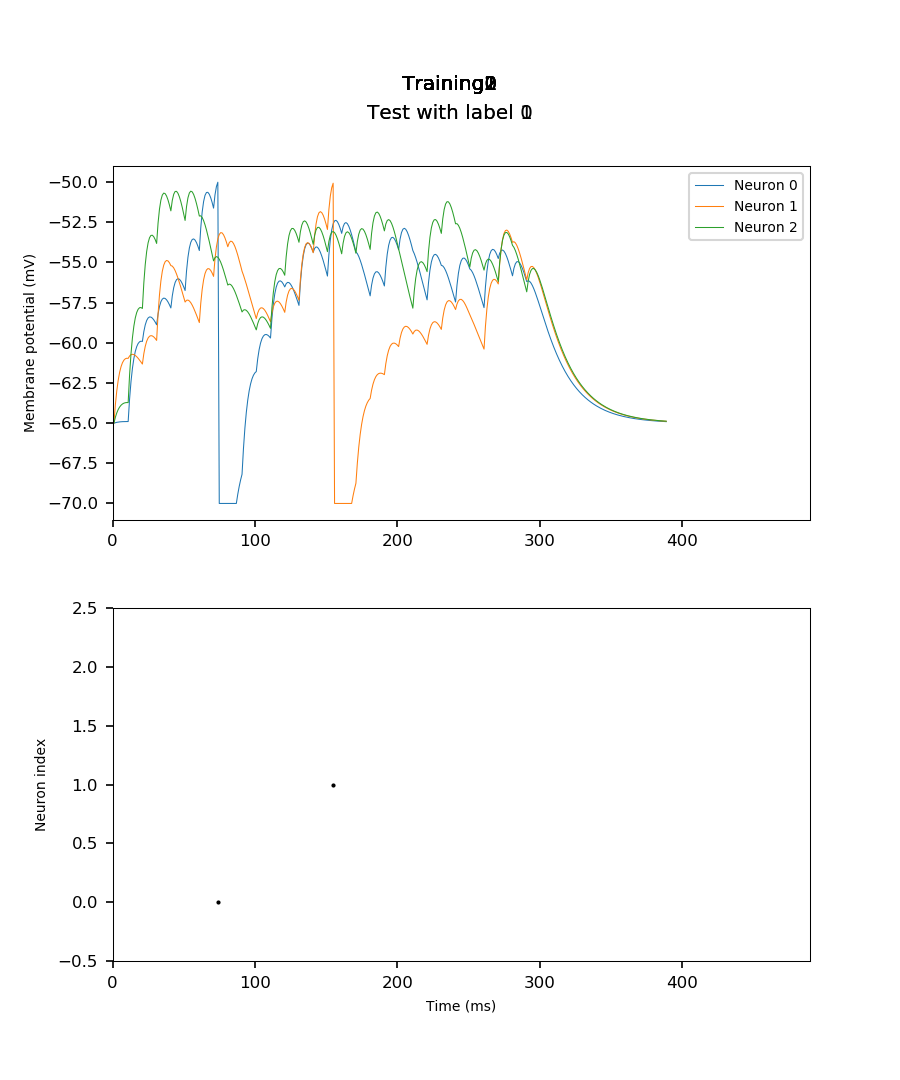 Training
Test with label
−50.0
−52.5
−55.0
−57.5
−60.0
−62.5
−65.0
−67.5
−70.0
Membrane potential (mV)
Neuron 0
Neuron 1
Neuron 2
0 100 200 300 400
2.5
2.0
1.5
1.0
0.5
0.0
−0.5
Neuron index
0 100 200 300 400
Time (ms)